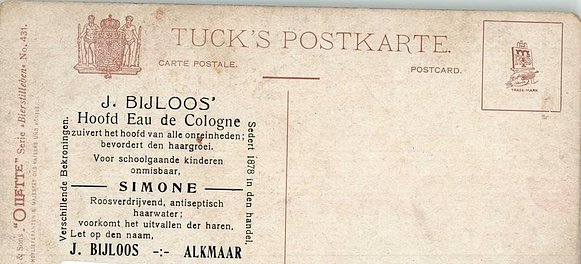 TUCK'S POSTKARTE.
CARTE POSTALE.
POSTCARD.
TRADE MARK
& Sons, "OILETTE" Serie "Bierstilleben" No. 431.
Verschillende Bekroningen.
J. BIJLOOS'
Hoofd Eau de Cologne
zuivert het hoofd van alle onreinheden;
bevordert den haargroei.
Voor schoolgaande kinderen
onmisbaar,
SIMONE
Roosverdrijvend, antiseptisch
haarwater;
voorkomt het uitvallen der haren.
Let op den naam,
J. BIJLOOS -:- ALKMAAR
Sedert 1878 in den handel.